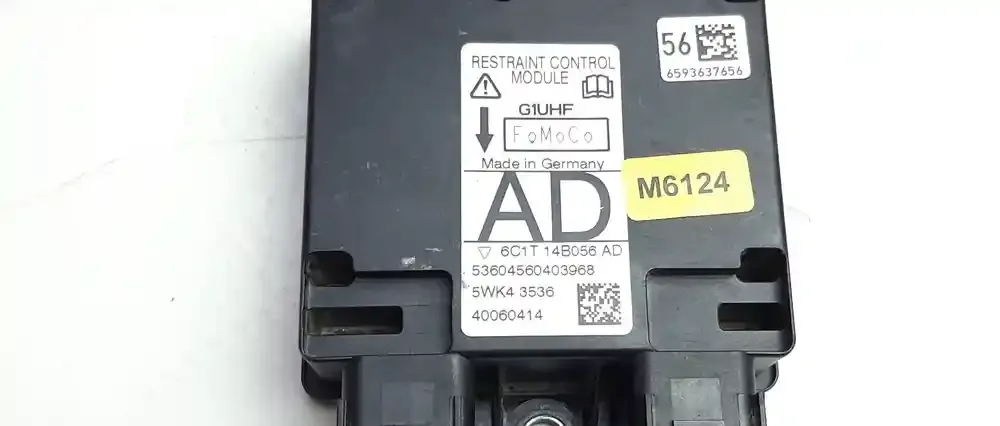 56
6593637656
RESTRAINT CONTROL
MODULE
G1UHF
FoMoCo
Made in Germany
AD
M6124
6C1T 14B056 AD
53604560403968
5WK4 3536
40060414